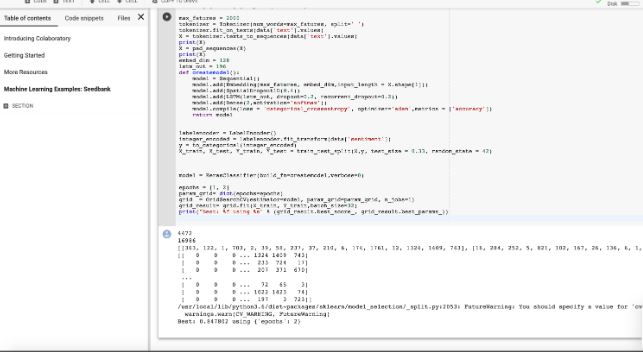 CODE TEXT CELL CELL COPY TO DRIVE
Disk
Table of contents Code snippets Files X
Introducing Colaboratory
Getting Started
More Resources
Machine Learning Examples: Seedbank
SECTION
max_fatures = 2000
tokenizer = Tokenizer(num_words=max_fatures, split=' ')
tokenizer.fit_on_texts(data['text'].values)
X = tokenizer.texts_to_sequences(data['text'].values)
print(X)
X = pad_sequences(X)
print(X)
embed_dim = 128
lstm_out = 196
def createmodel():
model = Sequential()
model.add(Embedding(max_fatures, embed_dim,input_length = X.shape[1]))
model.add(LSTM(lstm_out, dropout=0.2, recurrent_dropout=0.2))
model.add(Dense(3,activation='softmax'))
model.compile(loss = 'categorical_crossentropy', optimizer='adam',metrics = ['accuracy'])
return model
labelencoder = LabelEncoder()
integer_encoded = labelencoder.fit_transform(data['sentiment'])
y = to_categorical(integer_encoded)
X_train, X_test, Y_train, Y_test = train_test_split(X,y, test_size = 0.33, random_state = 42)
model = KerasClassifier(build_fn=createmodel,verbose=0)
epochs = [1, 2]
param_grid= dict(epochs=epochs)
grid = GridSearchCV(estimator=model, param_grid=param_grid, n_jobs=1)
grid_result= grid.fit(X_train, Y_train,batch_size=32)
print("Best: %f using %s" % (grid_result.best_score_, grid_result.best_params_))
4473
16986
[[363, 122, 1, 703, 2, 39, 58, 237, 37, 210, 6, 174, 1761, 12, 1324, 1409, 743], [16, 284, 252, 5, 821, 102, 167, 26, 136, 6, 1,
[[ 0 0 0 ... 1324 1409 743]
[ 0 0 0 ... 233 724 17]
[ 0 0 0 ... 207 371 670]
...
[ 0 0 0 ... 72 65 3]
[ 0 0 0 ... 1022 1423 74]
[ 0 0 0 ... 197 3 723]]
/usr/local/lib/python3.6/dist-packages/sklearn/model_selection/_split.py:2053: FutureWarning: You should specify a value for 'cv
warnings.warn(CV_WARNING, FutureWarning)
Best: 0.847802 using {'epochs': 2}